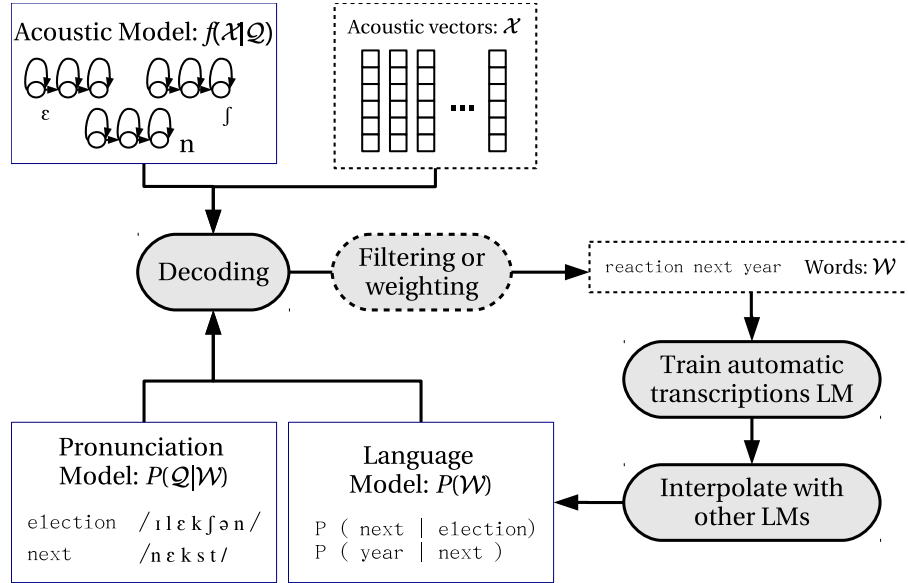 Acoustic Model: f(𝒳|𝒬)
ε
ʃ
n
Acoustic vectors: 𝒳
...
Decoding
Filtering or
weighting
reaction next year Words: 𝒲
Train automatic
transcriptions LM
Interpolate with
other LMs
Pronunciation
Model: P(𝒬|𝒲)
election /ɪlɛkʃən/
next /nɛkst/
Language
Model: P(𝒲)
P ( next | election)
P ( year | next )